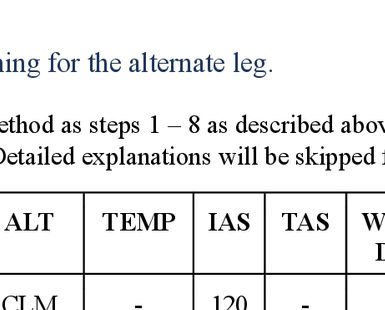 ning for the alternate leg.
ethod as steps 1 – 8 as described abov
Detailed explanations will be skipped f
ALT TEMP IAS TAS W
D
CLM - 120 -